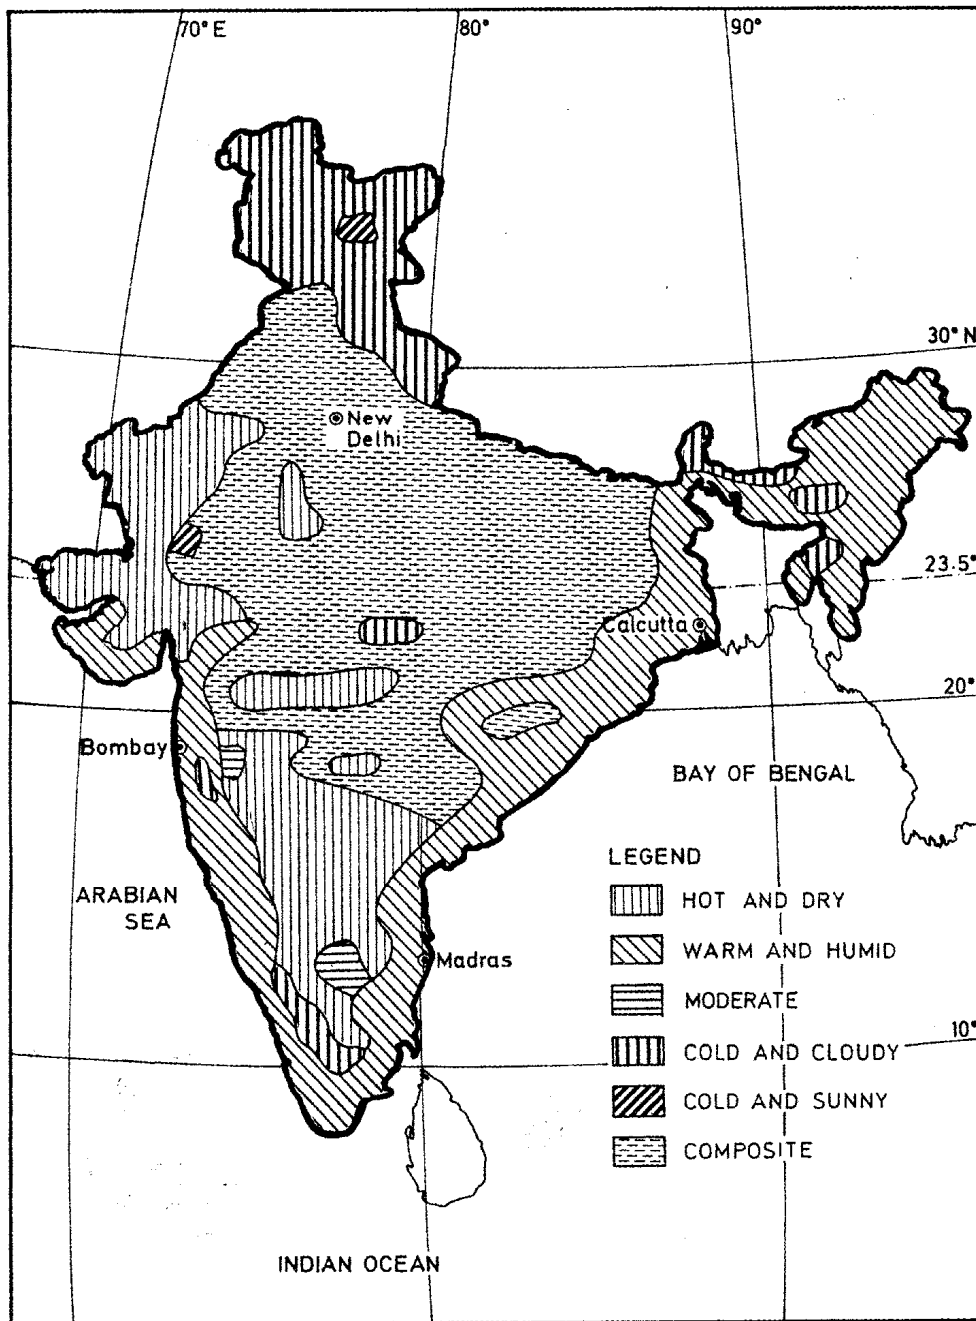 70° E
80°
90°
30° N
New
Delhi
23.5°
Calcutta
20°
Bombay
BAY OF BENGAL
LEGEND
HOT AND DRY
WARM AND HUMID
MODERATE
COLD AND CLOUDY
COLD AND SUNNY
COMPOSITE
ARABIAN
SEA
Madras
10°
INDIAN OCEAN